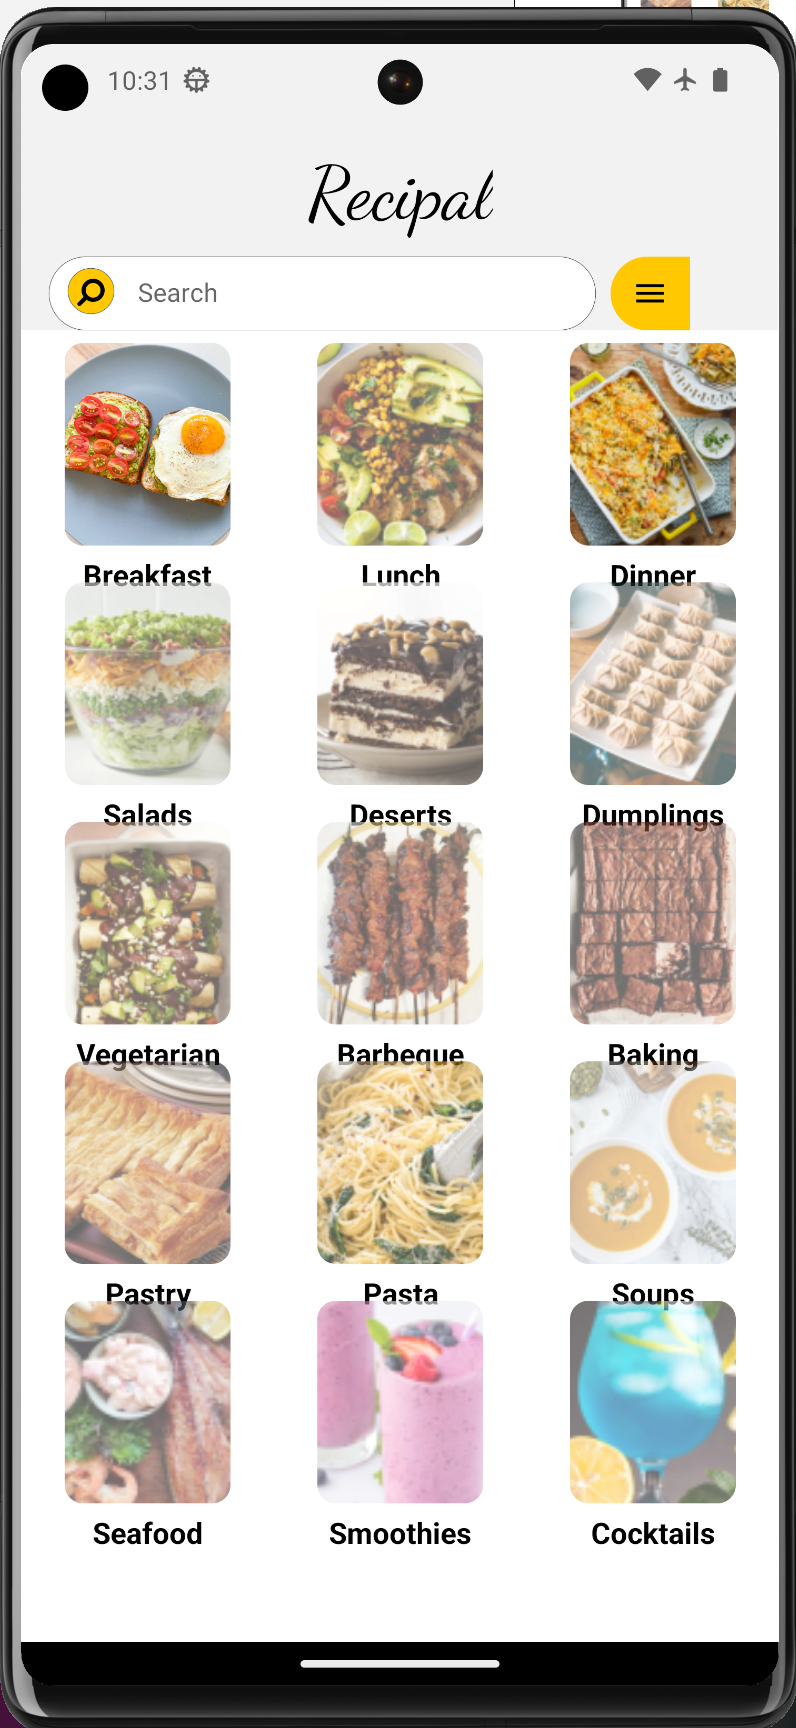 10:31
Recipal
Search
Breakfast Lunch Dinner
Salads Deserts Dumplings
Vegetarian Barbeque Baking
Pastry Pasta Soups
Seafood Smoothies Cocktails